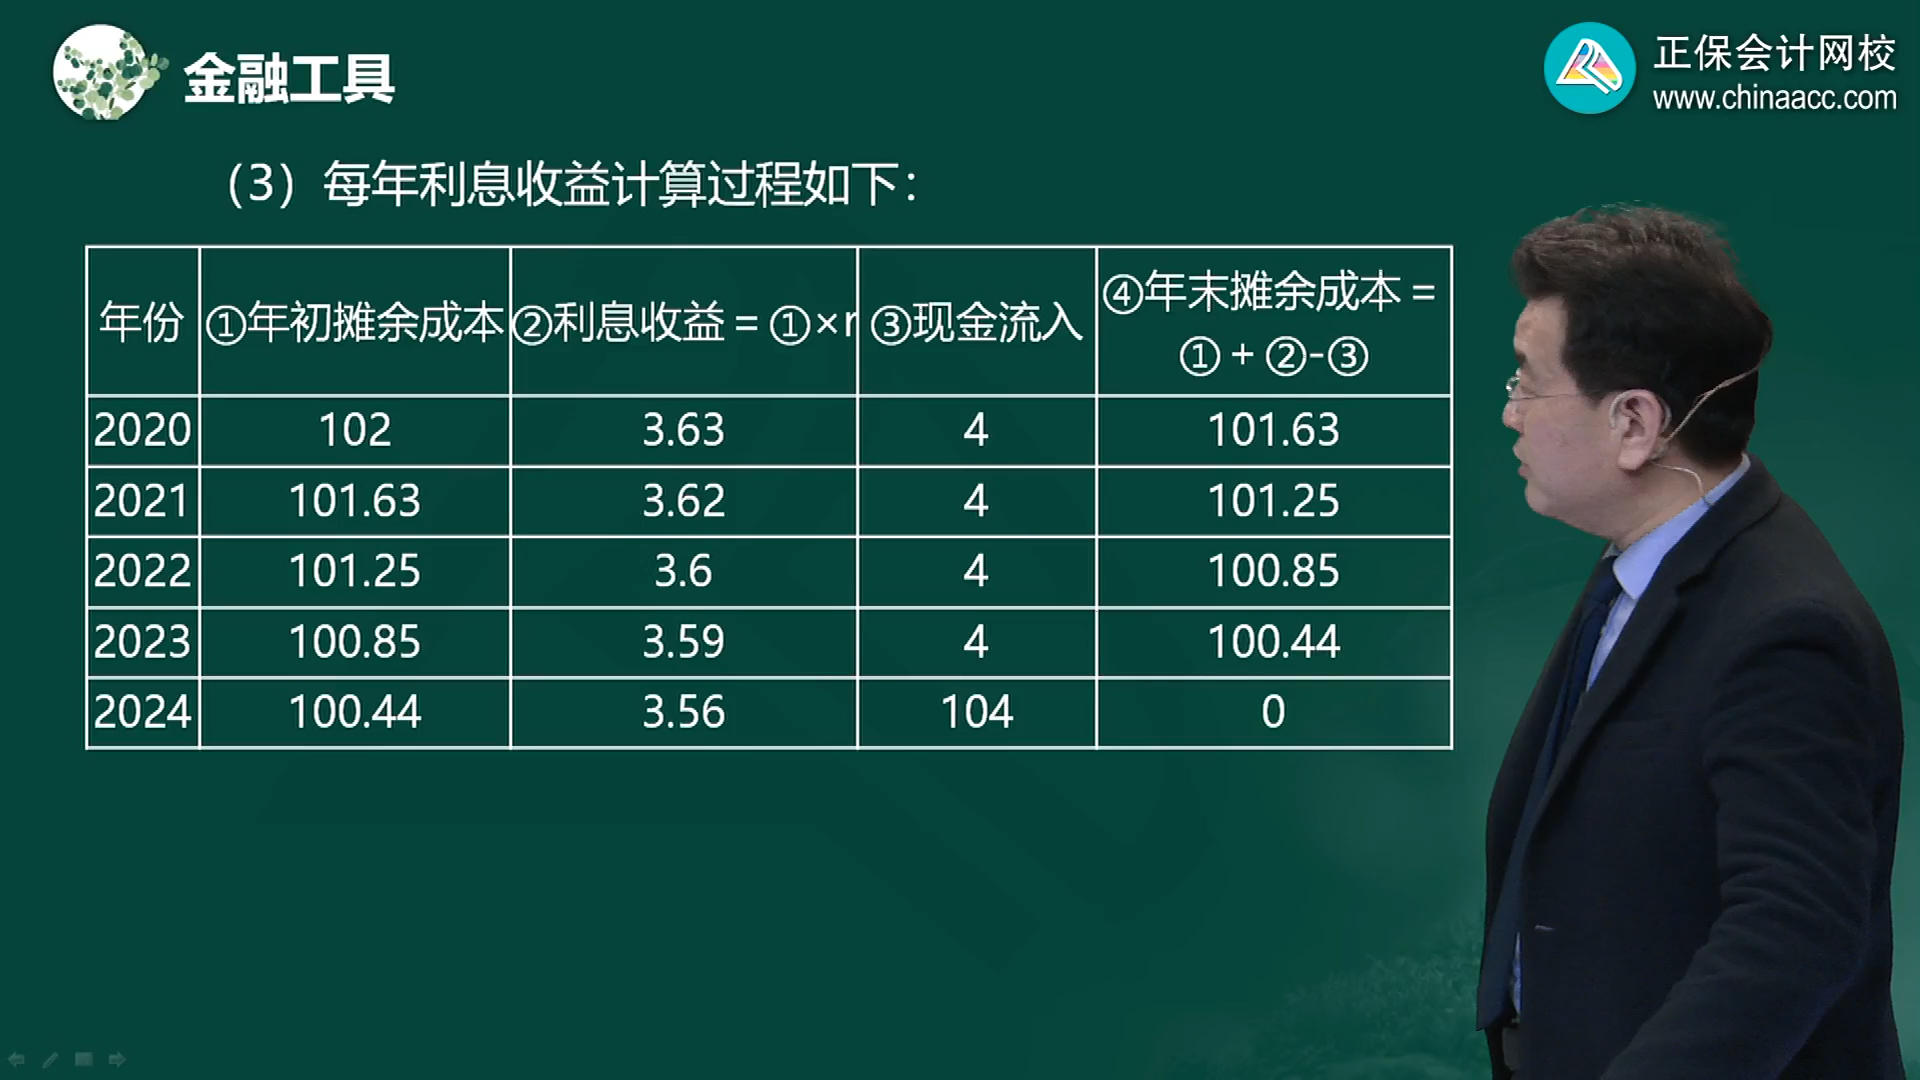 金融工具
正保会计网校
www.chinaacc.com
（3）每年利息收益计算过程如下：
年份 ①年初摊余成本 ②利息收益 = ①×r ③现金流入 ④年末摊余成本 = ① + ②-③
2020 102 3.63 4 101.63
2021 101.63 3.62 4 101.25
2022 101.25 3.6 4 100.85
2023 100.85 3.59 4 100.44
2024 100.44 3.56 104 0